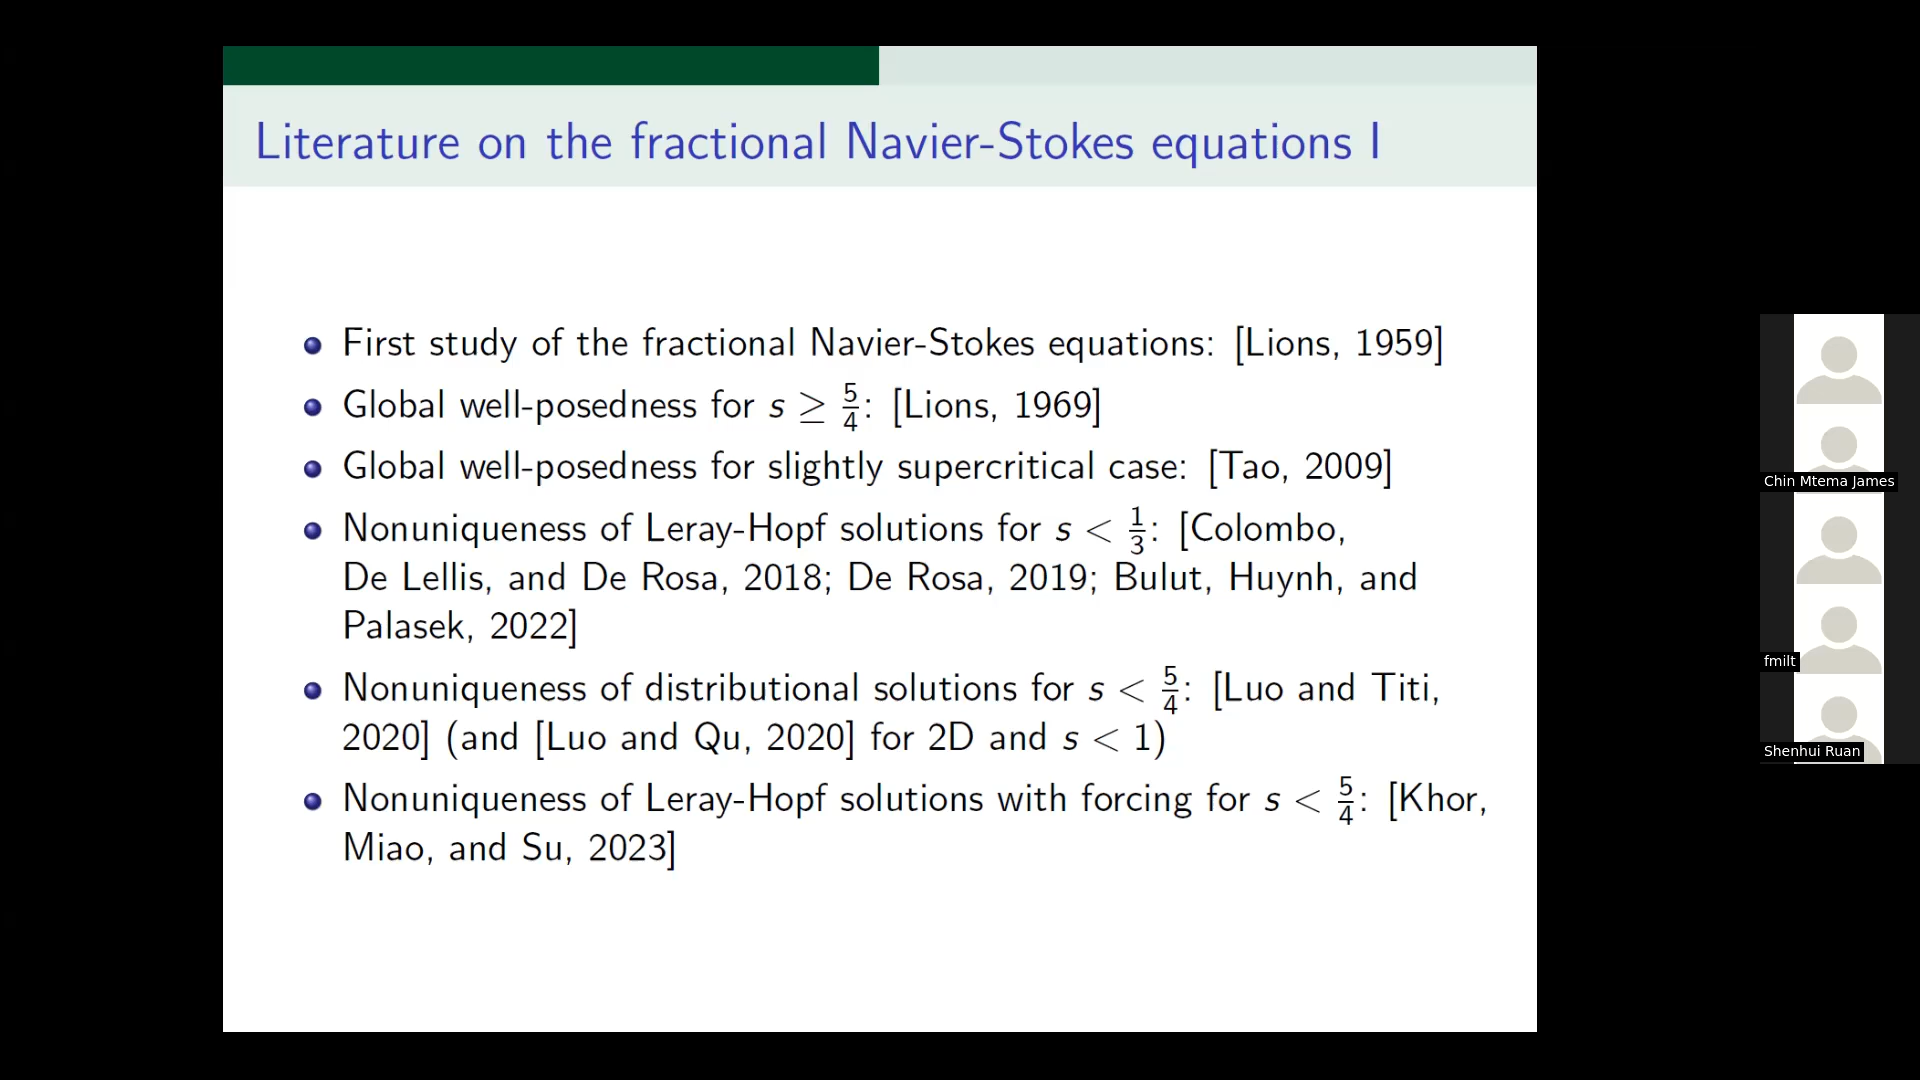 Literature on the fractional Navier-Stokes equations I
First study of the fractional Navier-Stokes equations: [Lions, 1959]
Global well-posedness for s ≥ 5/4: [Lions, 1969]
Global well-posedness for slightly supercritical case: [Tao, 2009]
Nonuniqueness of Leray-Hopf solutions for s < 1/3: [Colombo,
De Lellis, and De Rosa, 2018; De Rosa, 2019; Bulut, Huynh, and
Palasek, 2022]
Nonuniqueness of distributional solutions for s < 5/4: [Luo and Titi,
2020] (and [Luo and Qu, 2020] for 2D and s < 1)
Nonuniqueness of Leray-Hopf solutions with forcing for s < 5/4: [Khor,
Miao, and Su, 2023]
Chin Mtema James
fmilt
Shenhui Ruan